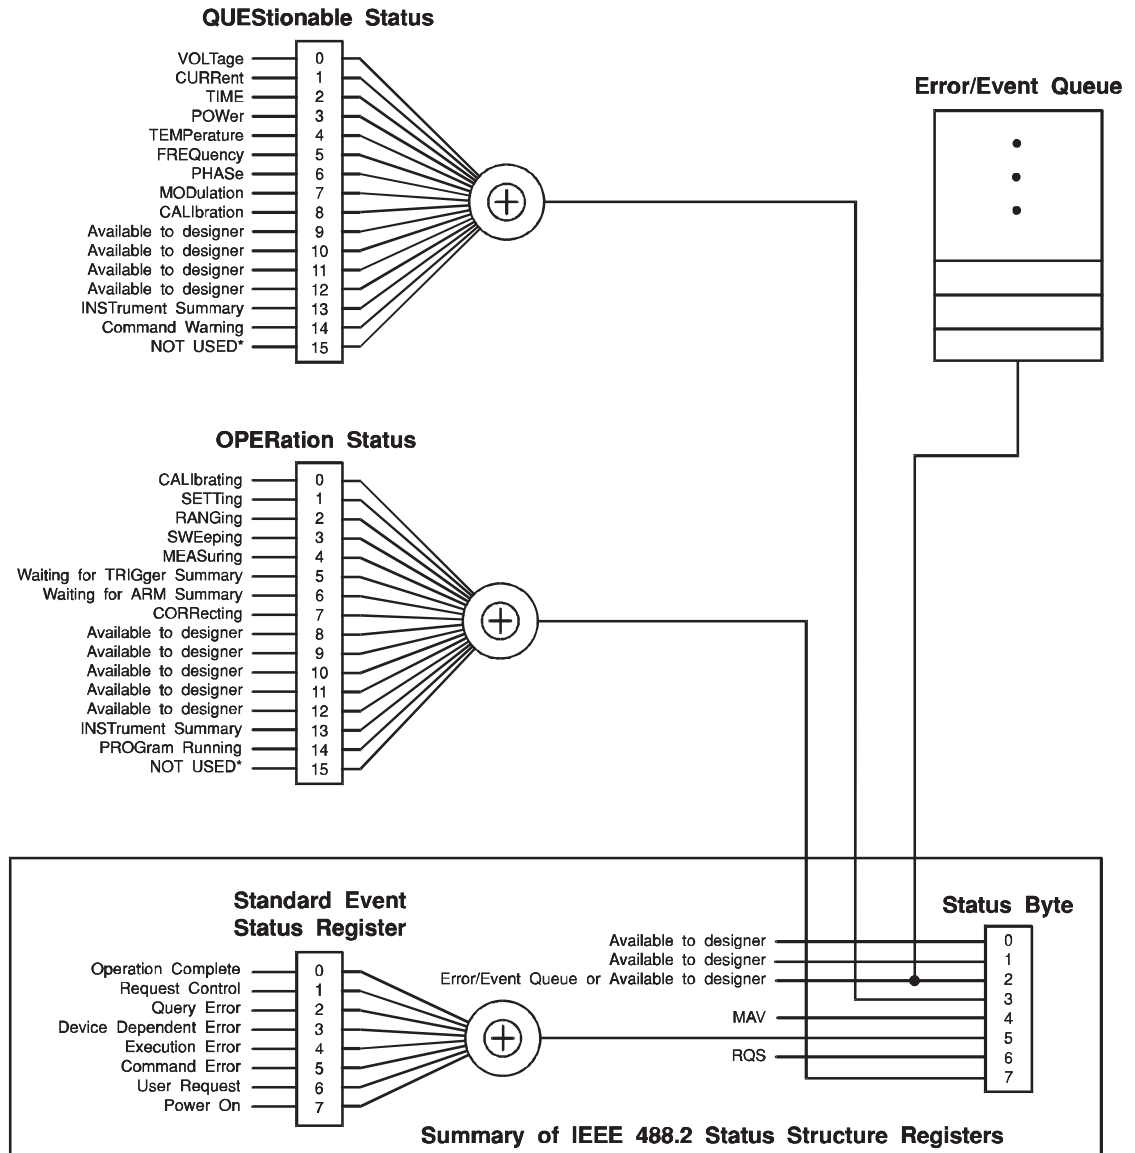 QUEStionable Status
VOLTage 0
CURRent 1
TIME 2
POWer 3
TEMPerature 4
FREQuency 5
PHASe 6
MODulation 7
CALIbration 8
Available to designer 9
Available to designer 10
Available to designer 11
Available to designer 12
INSTrument Summary 13
Command Warning 14
NOT USED* 15
Error/Event Queue
OPERation Status
CALIbrating 0
SETTing 1
RANGing 2
SWEeping 3
MEASuring 4
Waiting for TRIGger Summary 5
Waiting for ARM Summary 6
CORRecting 7
Available to designer 8
Available to designer 9
Available to designer 10
Available to designer 11
Available to designer 12
INSTrument Summary 13
PROGram Running 14
NOT USED* 15
Standard Event
Status Register
Operation Complete 0
Request Control 1
Query Error 2
Device Dependent Error 3
Execution Error 4
Command Error 5
User Request 6
Power On 7
Status Byte
Available to designer 0
Available to designer 1
Error/Event Queue or Available to designer 2
3
MAV 4
5
RQS 6
7
Summary of IEEE 488.2 Status Structure Registers